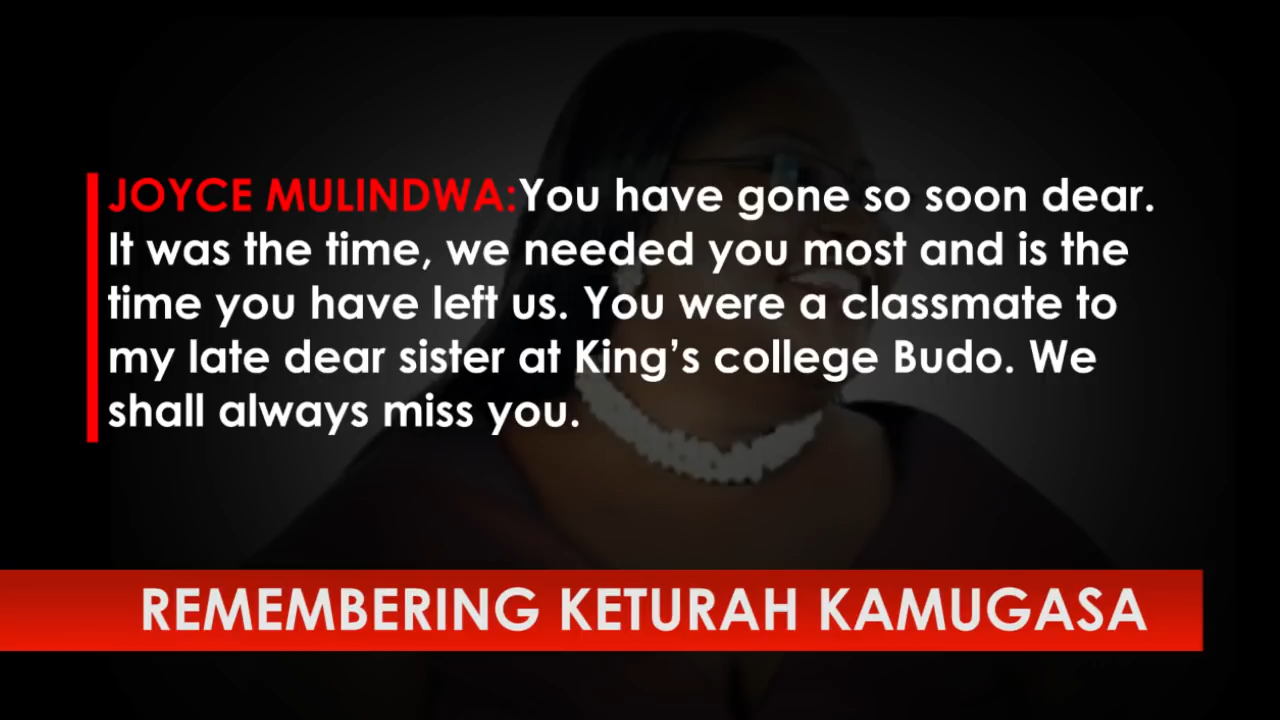 JOYCE MULINDWA:You have gone so soon dear.
It was the time, we needed you most and is the
time you have left us. You were a classmate to
my late dear sister at King’s college Budo. We
shall always miss you.
REMEMBERING KETURAH KAMUGASA